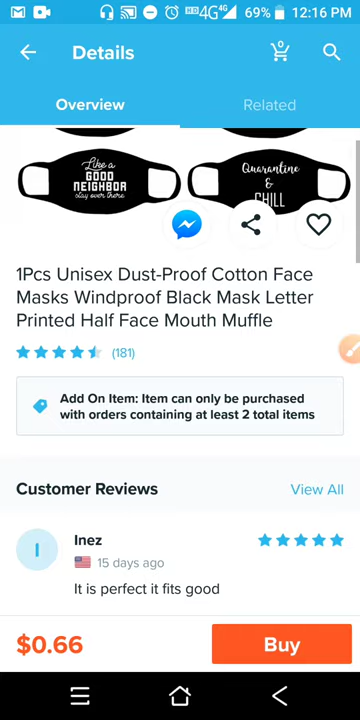 HD 4G 4G 69% 12:16 PM
Details
0
Overview
Related
Like a
GOOD
NEIGHBOR
stay over there
Quarantine
&
CHILL
1Pcs Unisex Dust-Proof Cotton Face
Masks Windproof Black Mask Letter
Printed Half Face Mouth Muffle
(181)
Add On Item: Item can only be purchased
with orders containing at least 2 total items
Customer Reviews
View All
I
Inez
15 days ago
It is perfect it fits good
$0.66
Buy